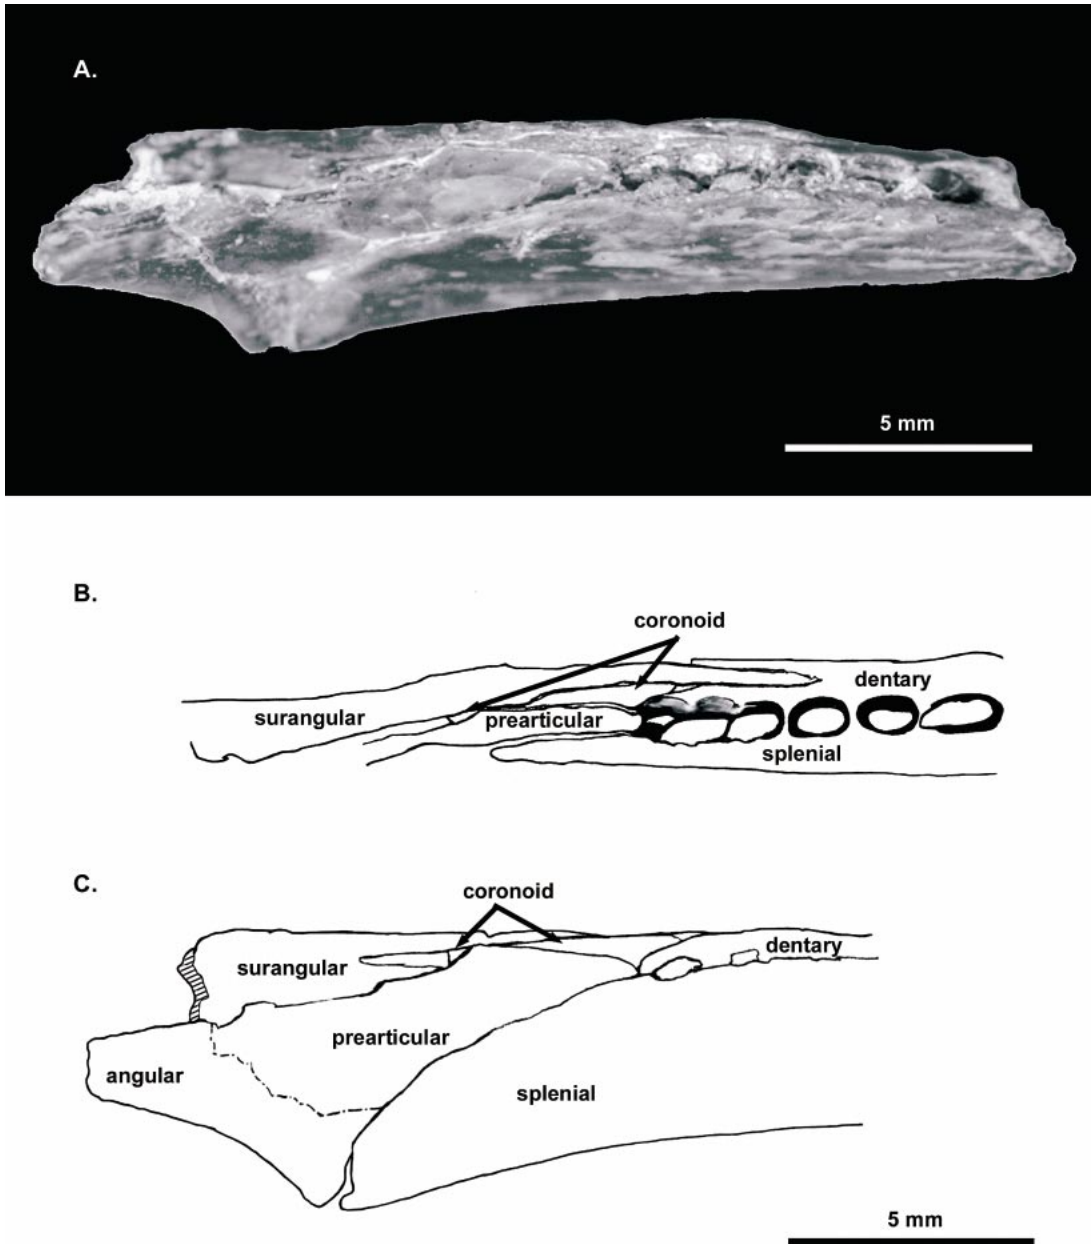 A.
5 mm
B.
coronoid
dentary
surangular
prearticular
splenial
C.
coronoid
dentary
surangular
prearticular
angular
splenial
5 mm